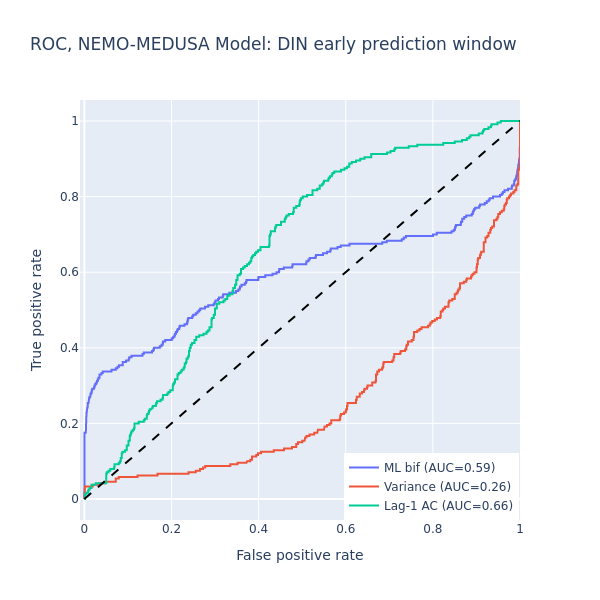 ROC, NEMO-MEDUSA Model: DIN early prediction window
True positive rate
1
0.8
0.6
0.4
0.2
0
ML bif (AUC=0.59)
Variance (AUC=0.26)
Lag-1 AC (AUC=0.66)
0 0.2 0.4 0.6 0.8 1
False positive rate